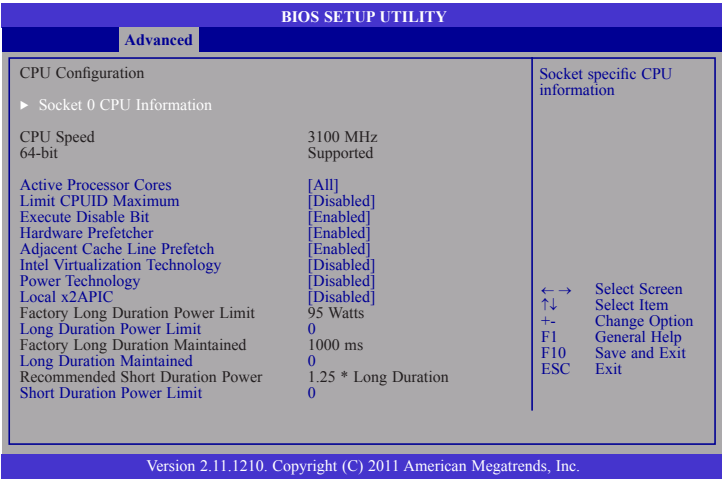 BIOS SETUP UTILITY
Advanced
CPU Configuration
► Socket 0 CPU Information
CPU Speed 3100 MHz
64-bit Supported
Active Processor Cores [All]
Limit CPUID Maximum [Disabled]
Execute Disable Bit [Enabled]
Hardware Prefetcher [Enabled]
Adjacent Cache Line Prefetch [Enabled]
Intel Virtualization Technology [Disabled]
Power Technology [Disabled]
Local x2APIC [Disabled]
Factory Long Duration Power Limit 95 Watts
Long Duration Power Limit 0
Factory Long Duration Maintained 1000 ms
Long Duration Maintained 0
Recommended Short Duration Power 1.25 * Long Duration
Short Duration Power Limit 0
Socket specific CPU
information
←→ Select Screen
↑↓ Select Item
+- Change Option
F1 General Help
F10 Save and Exit
ESC Exit
Version 2.11.1210. Copyright (C) 2011 American Megatrends, Inc.